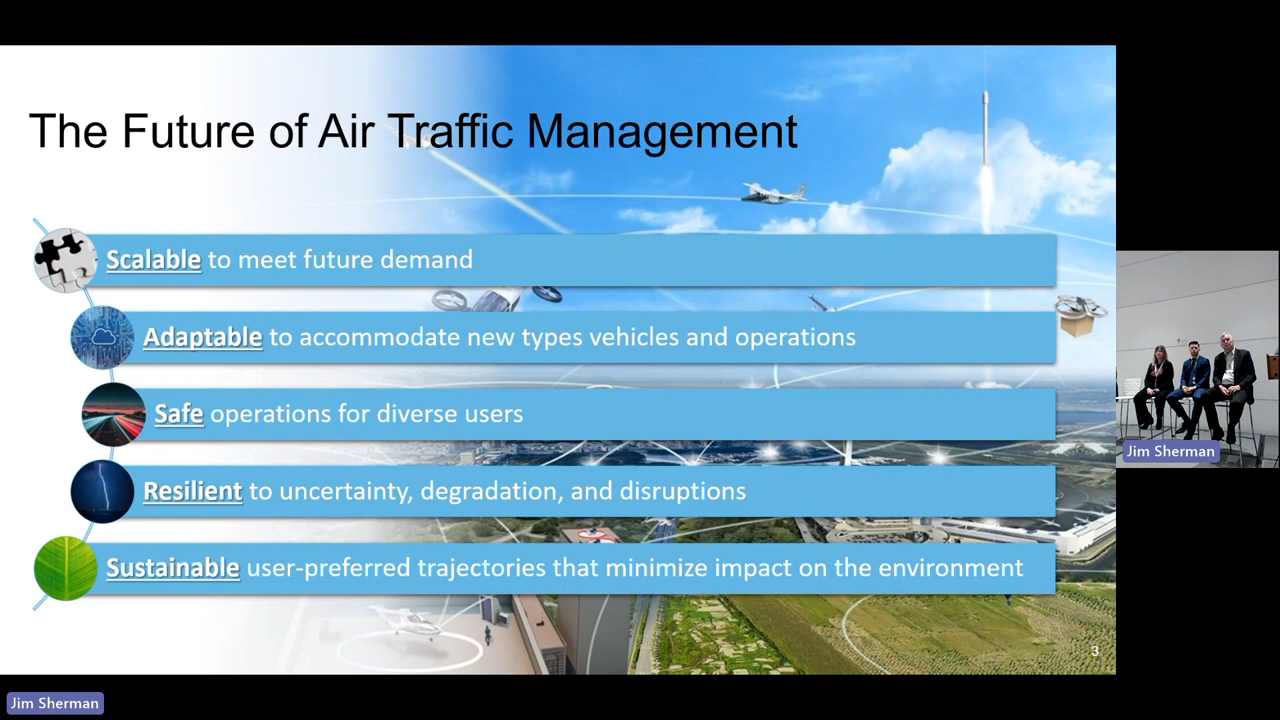 The Future of Air Traffic Management
Scalable to meet future demand
Adaptable to accommodate new types vehicles and operations
Safe operations for diverse users
Resilient to uncertainty, degradation, and disruptions
Sustainable user-preferred trajectories that minimize impact on the environment
3
Jim Sherman
Jim Sherman